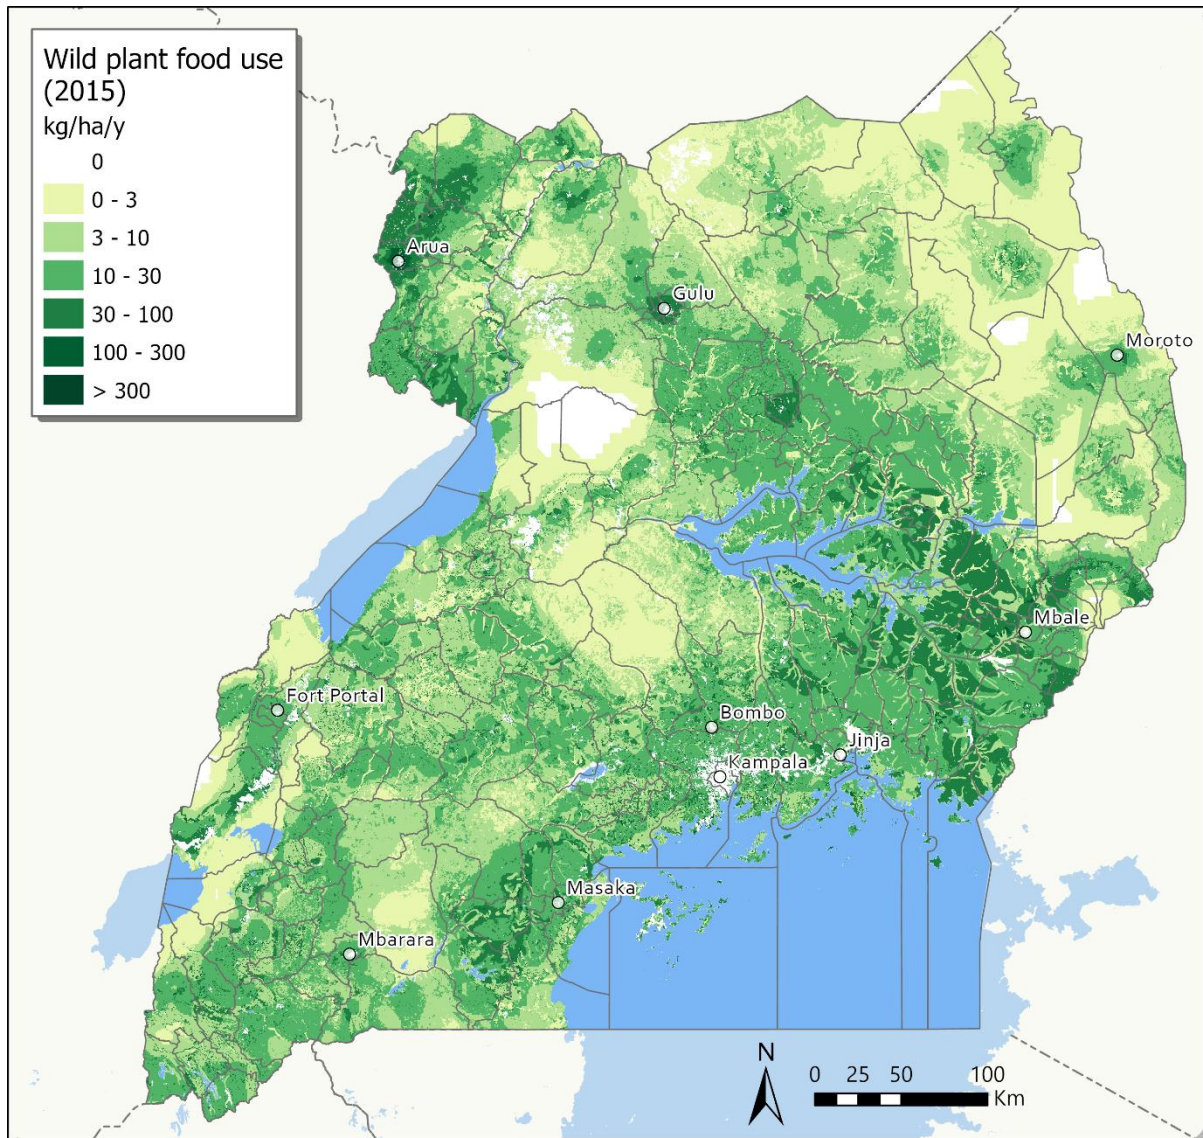 Wild plant food use
(2015)
kg/ha/y
0
0 - 3
3 - 10
10 - 30
30 - 100
100 - 300
> 300
Arua
Gulu
Moroto
Mbale
Fort Portal
Bombo
Jinja
Kampala
Masaka
Mbarara
N
0 25 50 100
Km